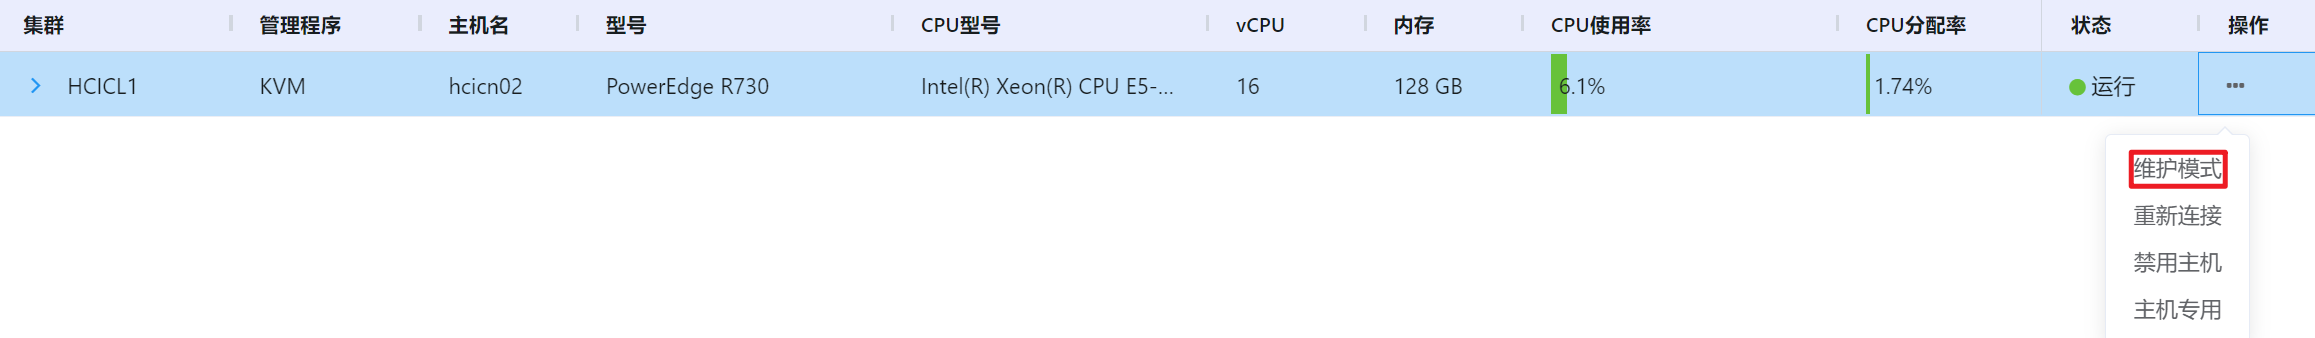 集群 管理程序 主机名 型号 CPU型号 vCPU 内存 CPU使用率 CPU分配率 状态 操作
HCICL1 KVM hcicn02 PowerEdge R730 Intel(R) Xeon(R) CPU E5-... 16 128 GB 6.1% 1.74% 运行 •••
维护模式
重新连接
禁用主机
主机专用